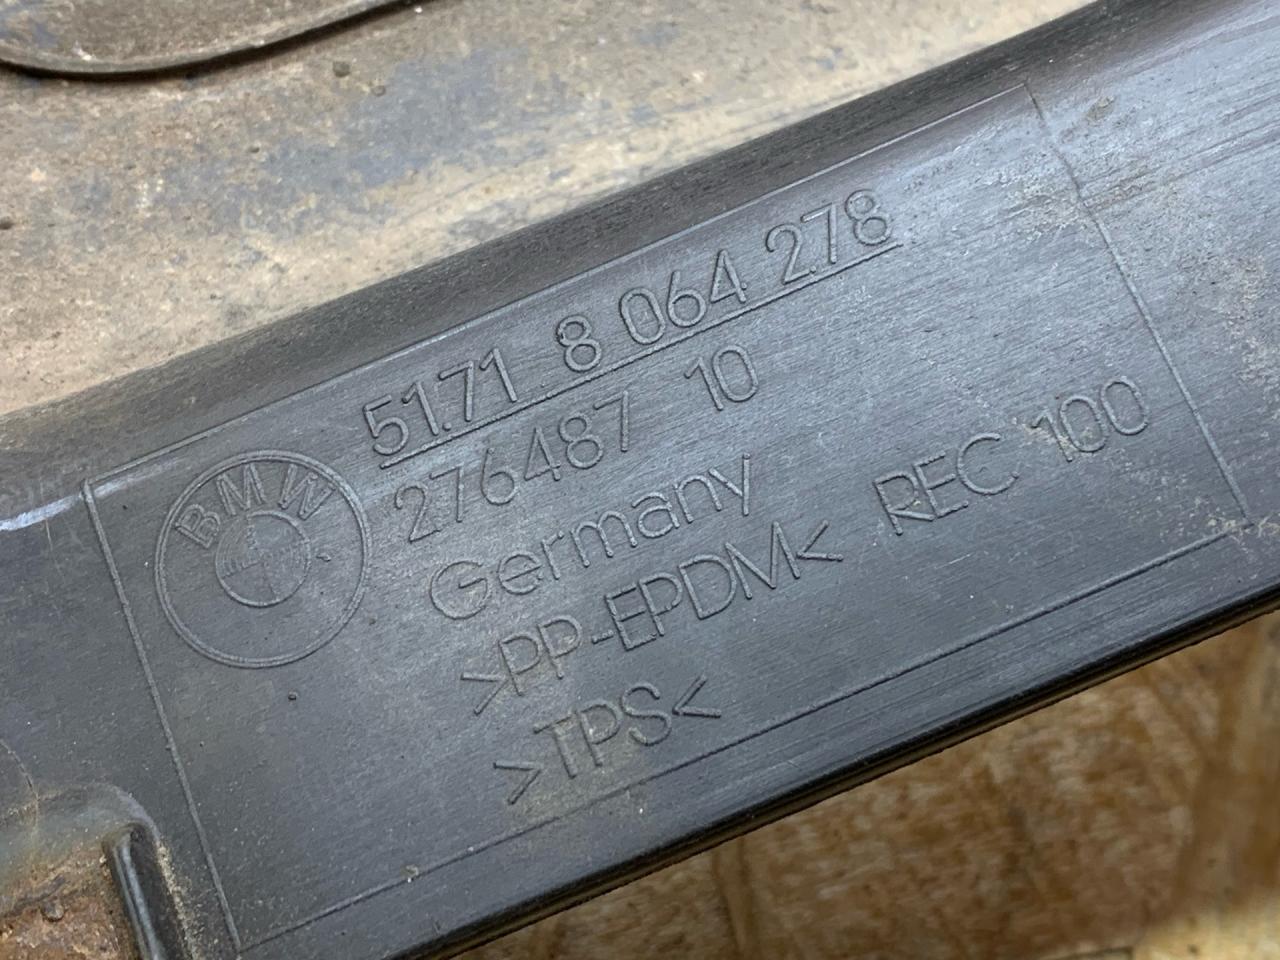 51.71 8 064 278
276487 10
BMW
Germany
>PP-EPDM< REC 100
>TPS<